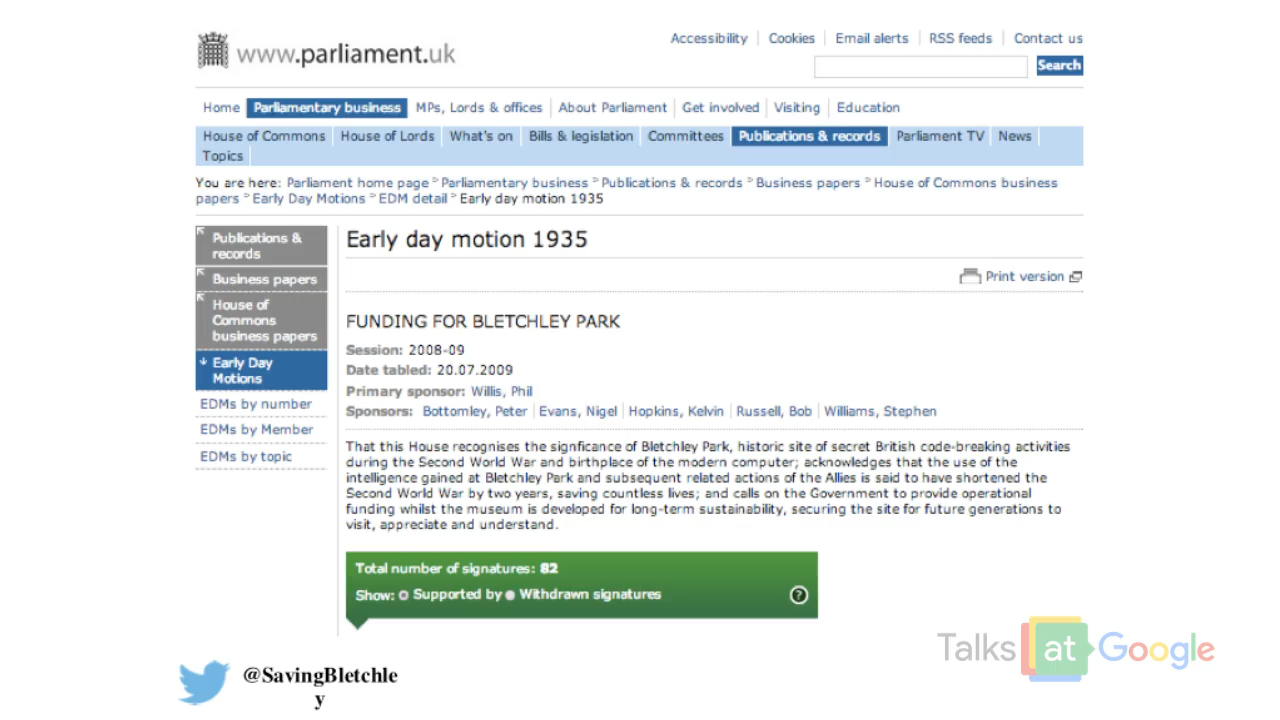 www.parliament.uk
Accessibility Cookies Email alerts RSS feeds Contact us
Search
Home Parliamentary business MPs, Lords & offices About Parliament Get involved Visiting Education
House of Commons House of Lords What's on Bills & legislation Committees Publications & records Parliament TV News
Topics
You are here: Parliament home page > Parliamentary business > Publications & records > Business papers > House of Commons business
papers > Early Day Motions > EDM detail > Early day motion 1935
Publications &
records
Business papers
House of
Commons
business papers
Early Day
Motions
EDMs by number
EDMs by Member
EDMs by topic
Early day motion 1935
Print version
FUNDING FOR BLETCHLEY PARK
Session: 2008-09
Date tabled: 20.07.2009
Primary sponsor: Willis, Phil
Sponsors: Bottomley, Peter Evans, Nigel Hopkins, Kelvin Russell, Bob Williams, Stephen
That this House recognises the signficance of Bletchley Park, historic site of secret British code-breaking activities
during the Second World War and birthplace of the modern computer; acknowledges that the use of the
intelligence gained at Bletchley Park and subsequent related actions of the Allies is said to have shortened the
Second World War by two years, saving countless lives; and calls on the Government to provide operational
funding whilst the museum is developed for long-term sustainability, securing the site for future generations to
visit, appreciate and understand.
Total number of signatures: 82
Show: Supported by Withdrawn signatures
?
@SavingBletchle
y
Talks at Google